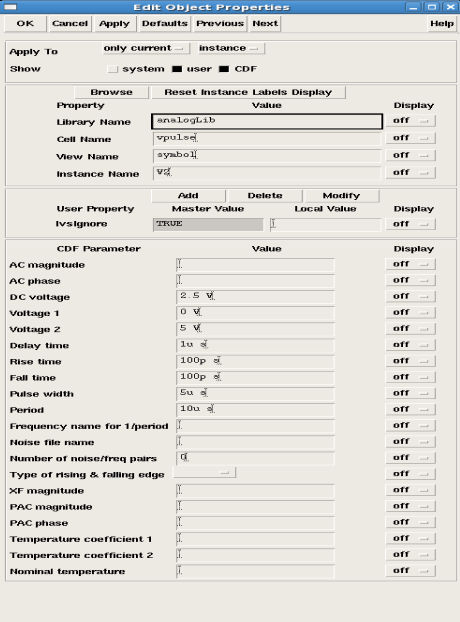 Edit Object Properties
OK Cancel Apply Defaults Previous Next Help
Apply To only current instance
Show system user CDF
Browse Reset Instance Labels Display
Property Value Display
Library Name analogLib off
Cell Name vpulse off
View Name symbol off
Instance Name off
Add Delete Modify
User Property Master Value Local Value Display
lvsIgnore TRUE off
CDF Parameter Value Display
AC magnitude off
AC phase off
DC voltage 2.5 V off
Voltage 1 0 V off
Voltage 2 5 V off
Delay time 1u s off
Rise time 100p s off
Fall time 100p s off
Pulse width 5u s off
Period 10u s off
Frequency name for 1/period off
Noise file name off
Number of noise/freq pairs 0 off
Type of rising & falling edge off
XF magnitude off
PAC magnitude off
PAC phase off
Temperature coefficient 1 off
Temperature coefficient 2 off
Nominal temperature off